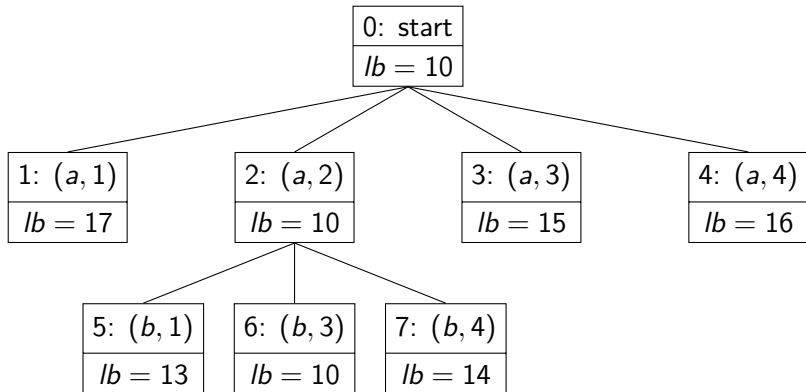 0: start
lb = 10
1: (a, 1)
lb = 17
2: (a, 2)
lb = 10
3: (a, 3)
lb = 15
4: (a, 4)
lb = 16
5: (b, 1)
lb = 13
6: (b, 3)
lb = 10
7: (b, 4)
lb = 14